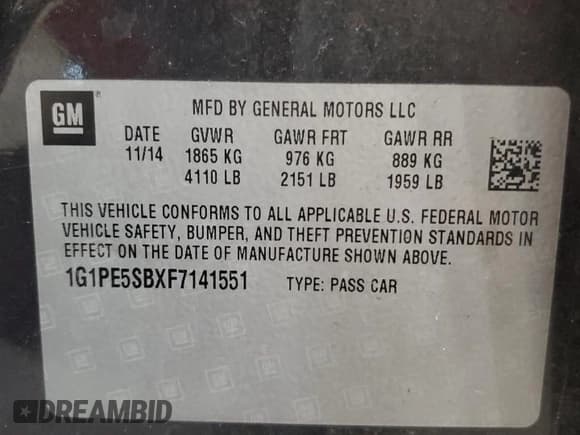 GM ®
MFD BY GENERAL MOTORS LLC
DATE GVWR GAWR FRT GAWR RR
11/14 1865 KG 976 KG 889 KG
4110 LB 2151 LB 1959 LB
THIS VEHICLE CONFORMS TO ALL APPLICABLE U.S. FEDERAL MOTOR
VEHICLE SAFETY, BUMPER, AND THEFT PREVENTION STANDARDS IN
EFFECT ON THE DATE OF MANUFACTURE SHOWN ABOVE.
1G1PE5SBXF7141551 TYPE: PASS CAR
DREAMBID